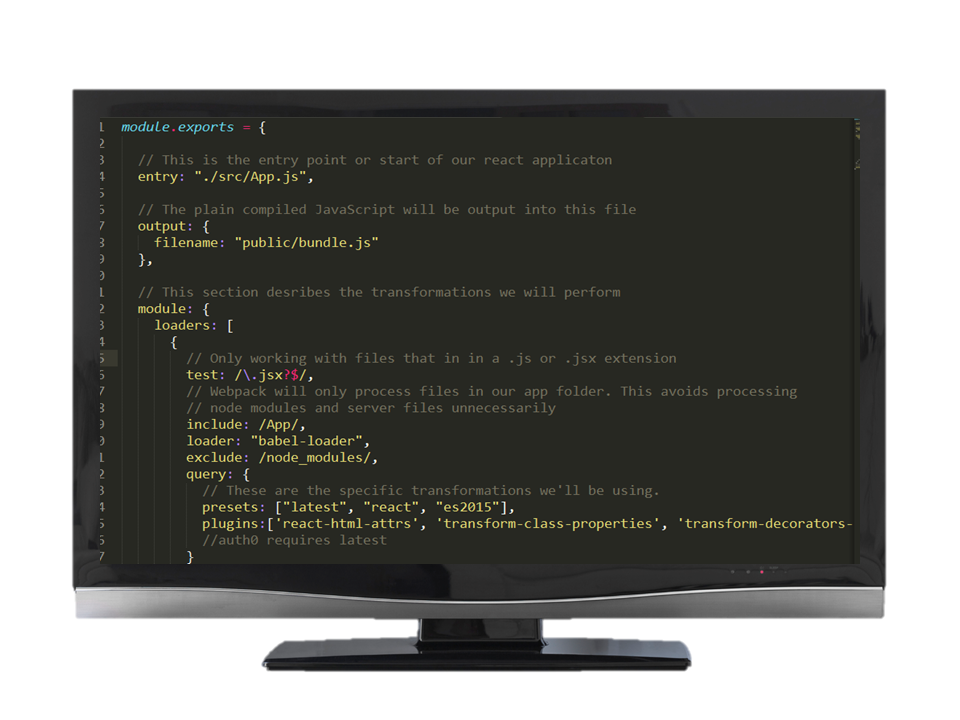 1 module.exports = {
2
3 // This is the entry point or start of our react applicaton
4 entry: "./src/App.js",
5
6 // The plain compiled JavaScript will be output into this file
7 output: {
8 filename: "public/bundle.js"
9 },
0
1 // This section desribes the transformations we will perform
2 module: {
3 loaders: [
4 {
5 // Only working with files that in in a .js or .jsx extension
6 test: /\.jsx?$/,
7 // Webpack will only process files in our app folder. This avoids processing
8 // node modules and server files unnecessarily
9 include: /App/,
0 loader: "babel-loader",
1 exclude: /node_modules/,
2 query: {
3 // These are the specific transformations we'll be using.
4 presets: ["latest", "react", "es2015"],
5 plugins:['react-html-attrs', 'transform-class-properties', 'transform-decorators-
6 //auth0 requires latest
7 }